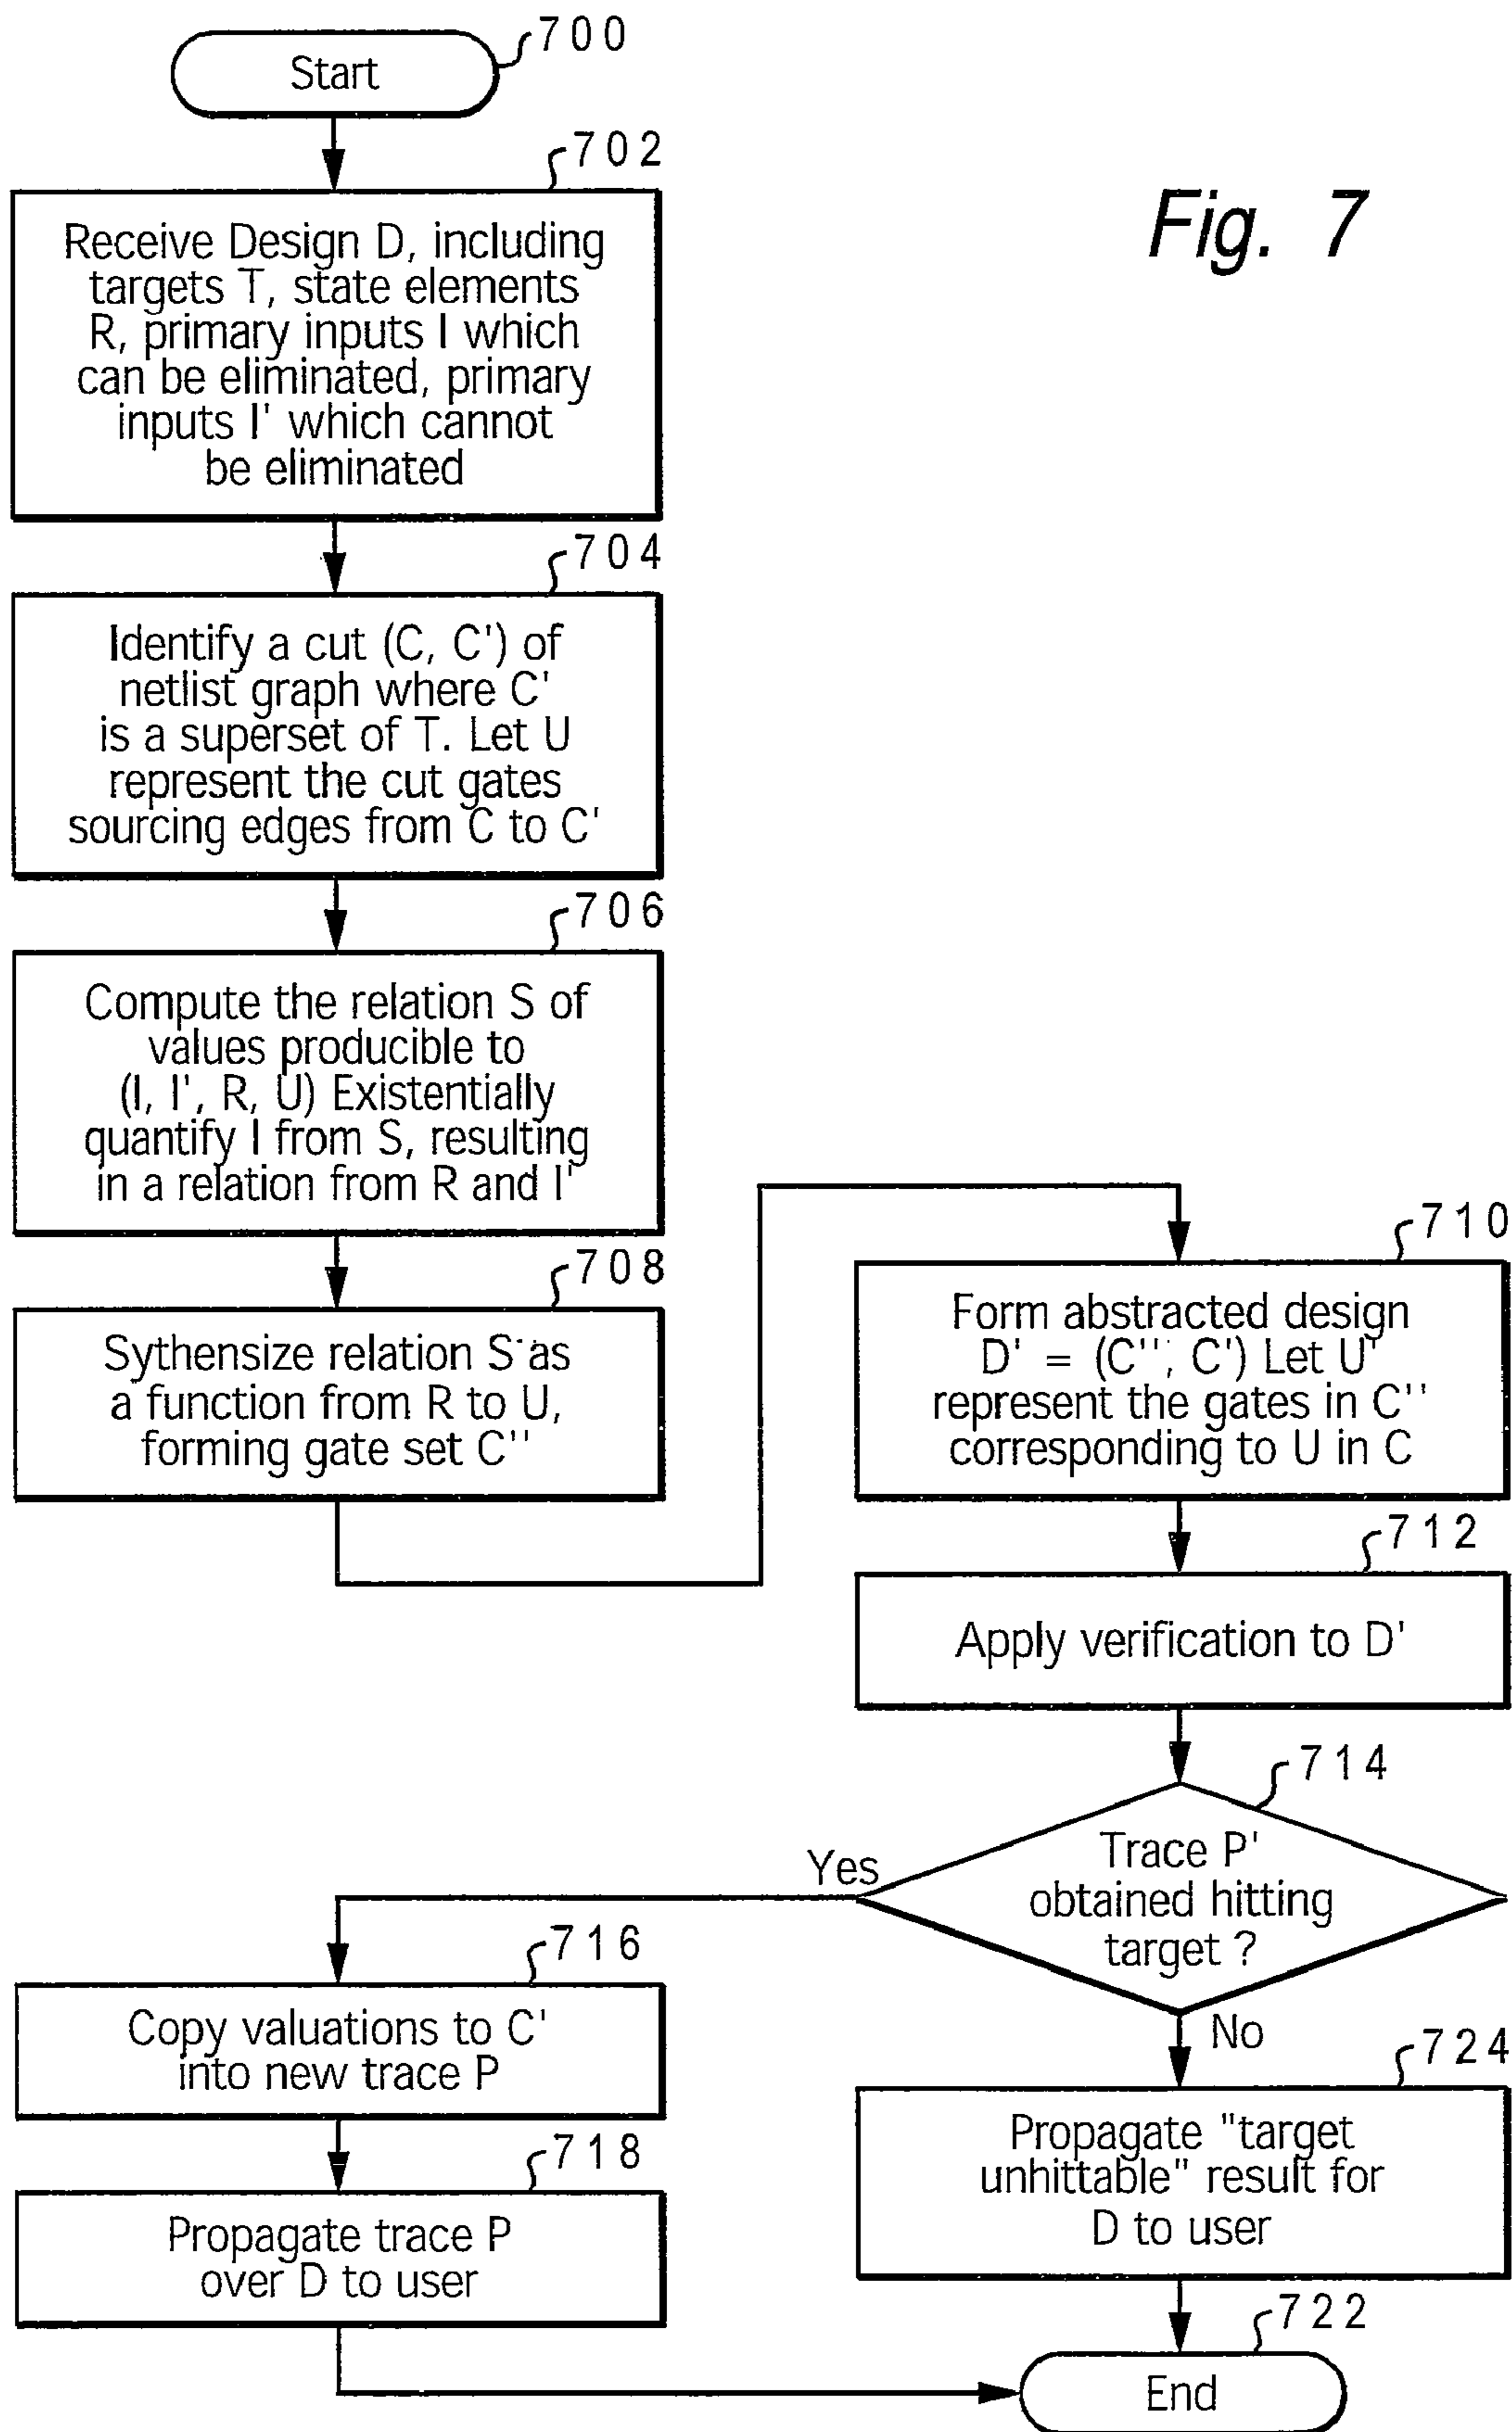 700
Start
702
Receive Design D, including
targets T, state elements
R, primary inputs I which
can be eliminated, primary
inputs I' which cannot
be eliminated
Fig. 7
704
Identify a cut (C, C') of
netlist graph where C'
is a superset of T. Let U
represent the cut gates
sourcing edges from C to C'
706
Compute the relation S of
values producible to
(I, I', R, U) Existentially
quantify I from S, resulting
in a relation from R and I'
708
Sythensize relation S as
a function from R to U,
forming gate set C''
710
Form abstracted design
D' = (C'', C') Let U'
represent the gates in C''
corresponding to U in C
712
Apply verification to D'
714
Trace P'
obtained hitting
target ?
Yes
No
716
Copy valuations to C'
into new trace P
718
Propagate trace P
over D to user
724
Propagate "target
unhittable" result for
D to user
722
End